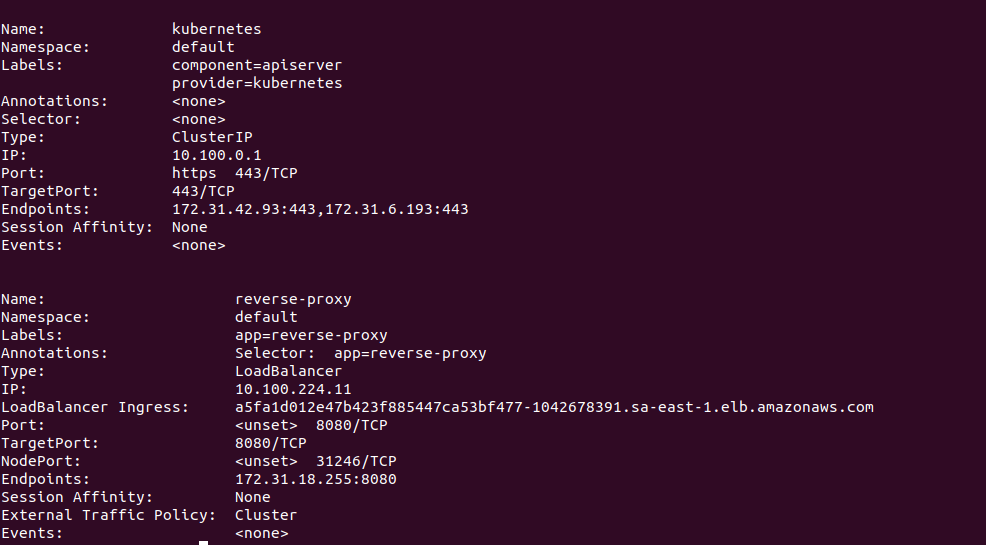 Name: kubernetes
Namespace: default
Labels: component=apiserver
provider=kubernetes
Annotations: <none>
Selector: <none>
Type: ClusterIP
IP: 10.100.0.1
Port: https 443/TCP
TargetPort: 443/TCP
Endpoints: 172.31.42.93:443,172.31.6.193:443
Session Affinity: None
Events: <none>
Name: reverse-proxy
Namespace: default
Labels: app=reverse-proxy
Annotations: Selector: app=reverse-proxy
Type: LoadBalancer
IP: 10.100.224.11
LoadBalancer Ingress: a5fa1d012e47b423f885447ca53bf477-1042678391.sa-east-1.elb.amazonaws.com
Port: <unset> 8080/TCP
TargetPort: 8080/TCP
NodePort: <unset> 31246/TCP
Endpoints: 172.31.18.255:8080
Session Affinity: None
External Traffic Policy: Cluster
Events: <none>